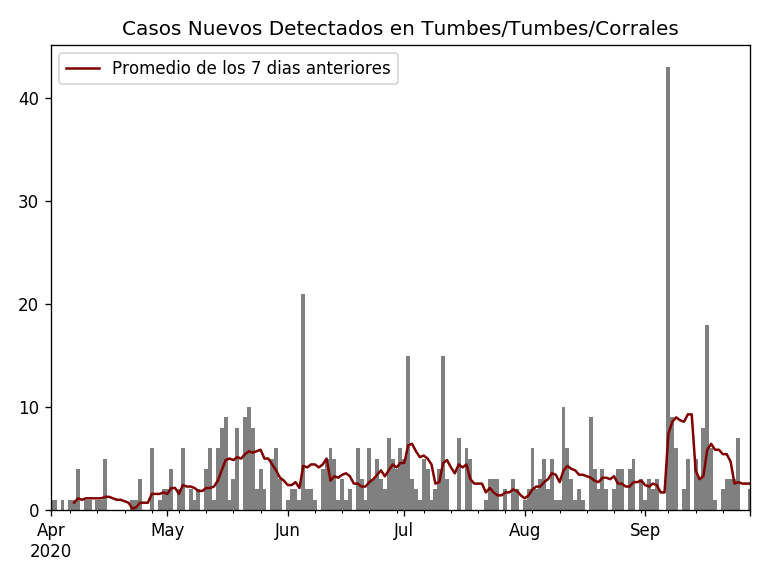 Casos Nuevos Detectados en Tumbes/Tumbes/Corrales
Promedio de los 7 dias anteriores
40
30
20
10
0
Apr May Jun Jul Aug Sep
2020